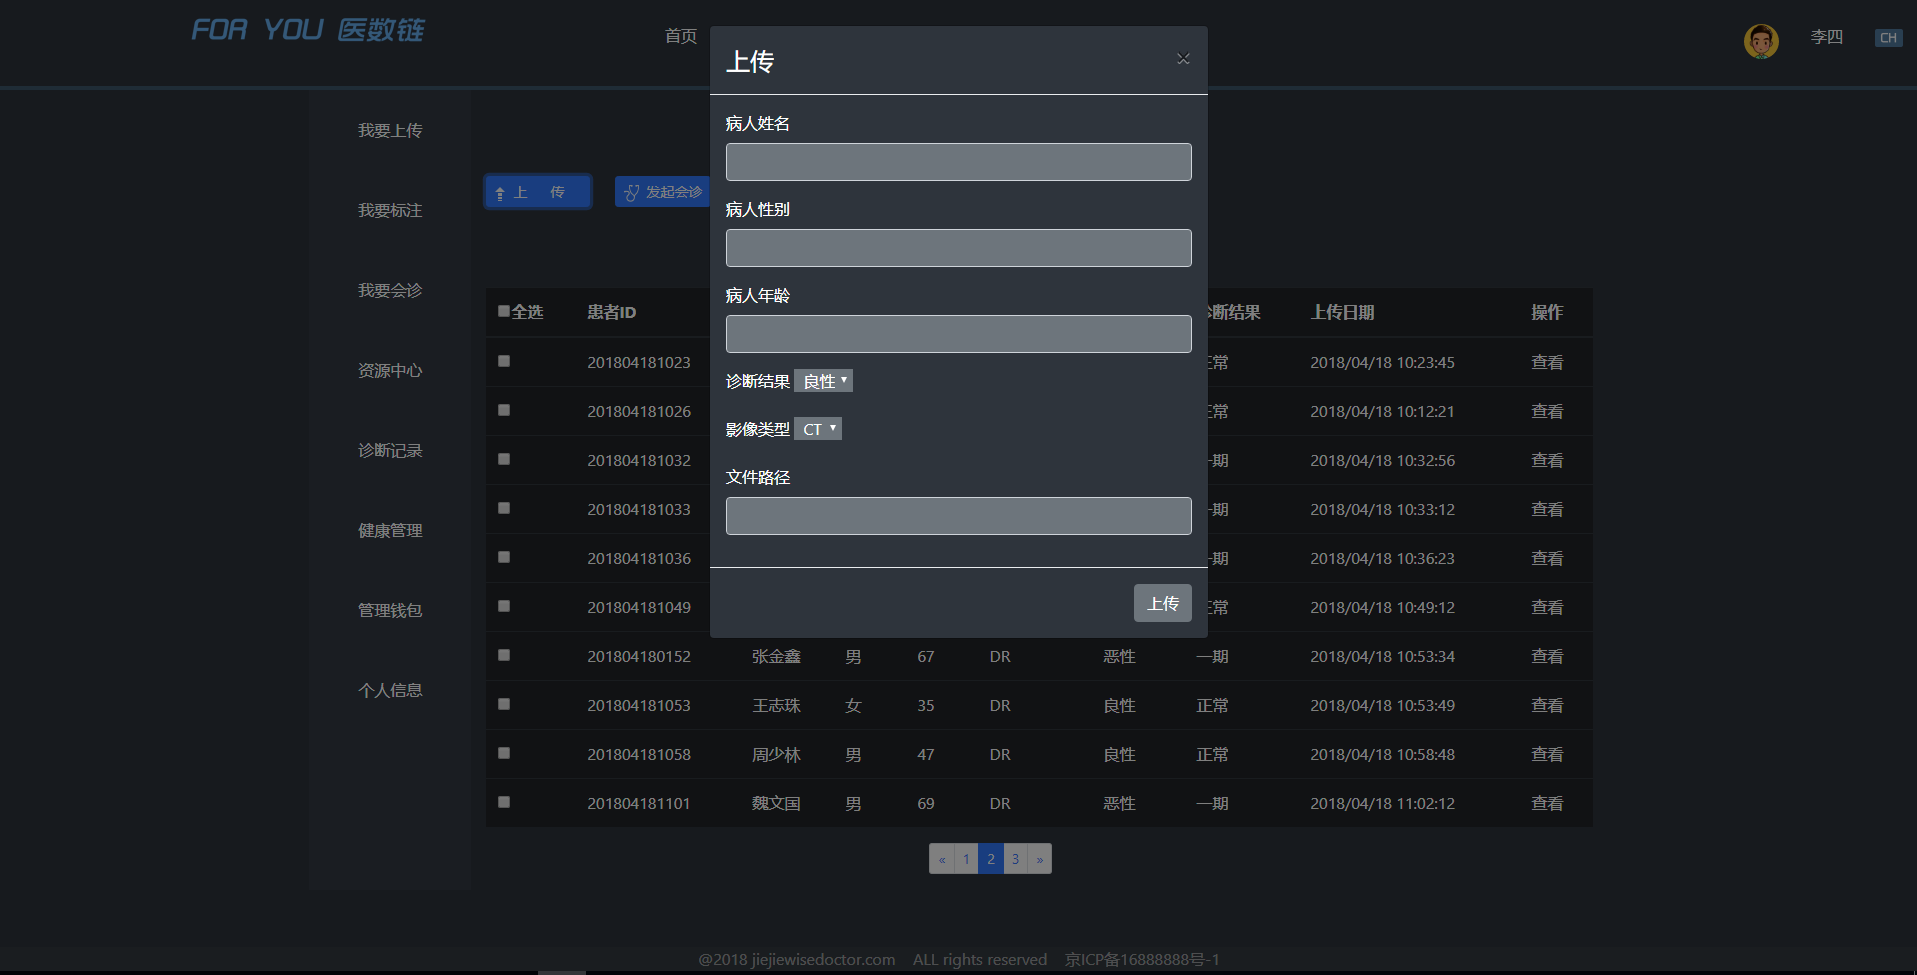 FOR YOU 医数链
首页
李四
CH
我要上传
我要标注
我要会诊
资源中心
诊断记录
健康管理
管理钱包
个人信息
上 传
发起会诊
上传
×
病人姓名
病人性别
病人年龄
诊断结果 良性
影像类型 CT
文件路径
上传
全选 患者ID 断结果 上传日期 操作
201804181023 常 2018/04/18 10:23:45 查看
201804181026 常 2018/04/18 10:12:21 查看
201804181032 期 2018/04/18 10:32:56 查看
201804181033 期 2018/04/18 10:33:12 查看
201804181036 期 2018/04/18 10:36:23 查看
201804181049 常 2018/04/18 10:49:12 查看
201804180152 张金鑫 男 67 DR 恶性 一期 2018/04/18 10:53:34 查看
201804181053 王志珠 女 35 DR 良性 正常 2018/04/18 10:53:49 查看
201804181058 周少林 男 47 DR 良性 正常 2018/04/18 10:58:48 查看
201804181101 魏文国 男 69 DR 恶性 一期 2018/04/18 11:02:12 查看
« 1 2 3 »
@2018 jiejiewisedoctor.com ALL rights reserved 京ICP备16888888号-1